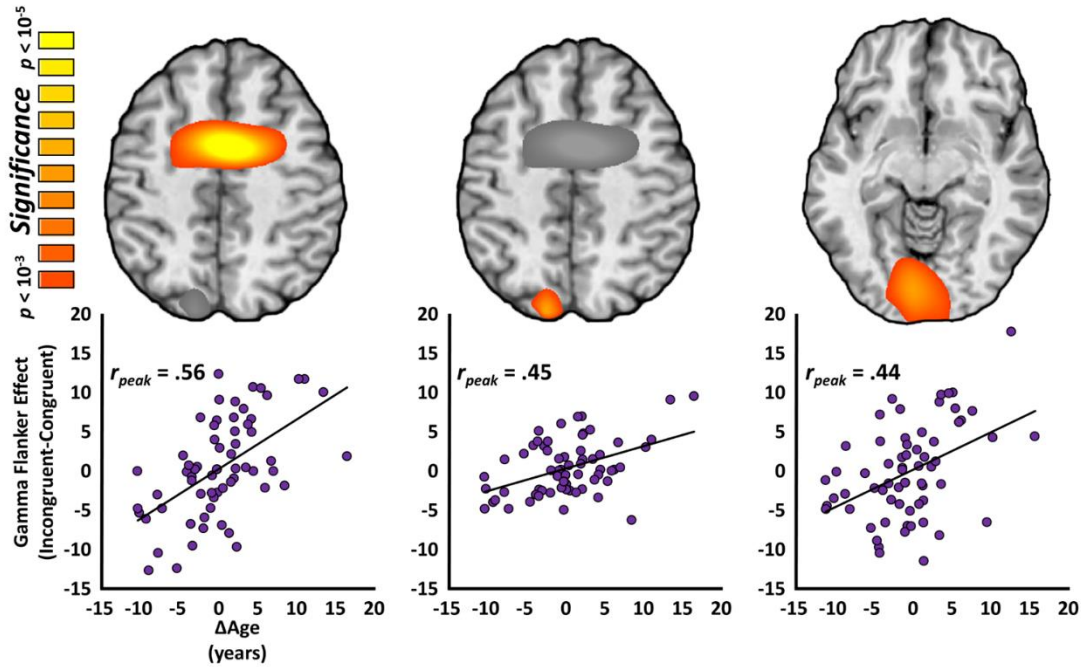 p < 10-5
Significance
p < 10-3
20
15
10
5
0
-5
-10
-15
rpeak = .56
-15 -10 -5 0 5 10 15 20
Gamma Flanker Effect
(Incongruent-Congruent)
ΔAge
(years)
20
15
10
5
0
-5
-10
-15
rpeak = .45
-15 -10 -5 0 5 10 15 20
20
15
10
5
0
-5
-10
-15
rpeak = .44
-15 -10 -5 0 5 10 15 20